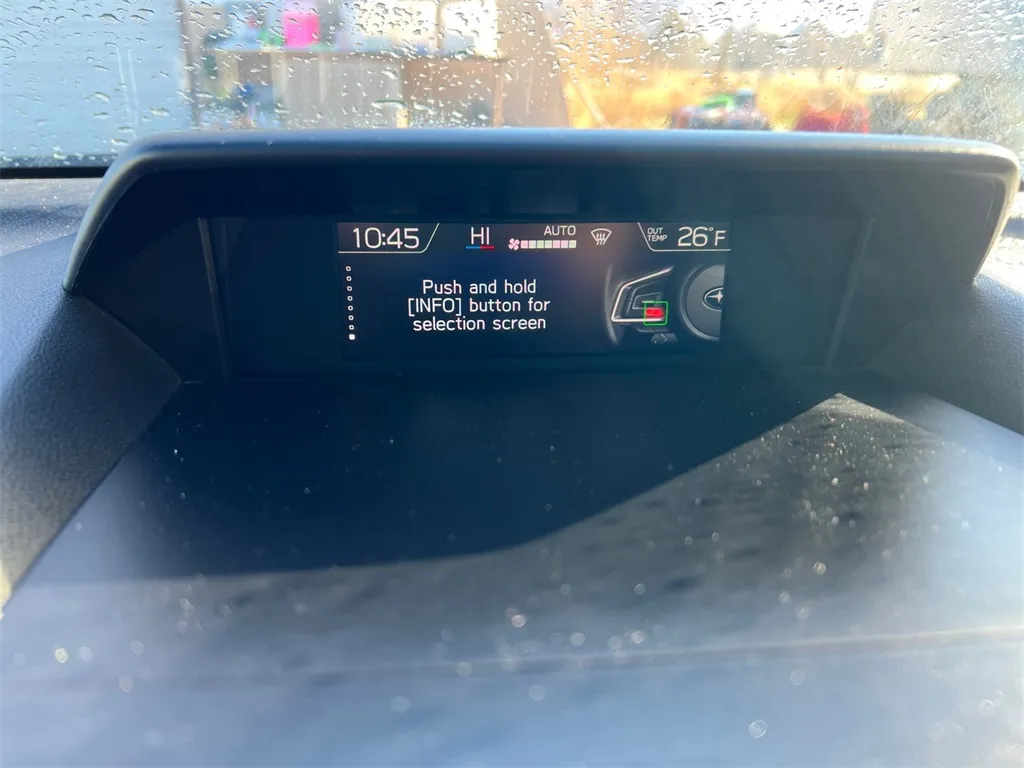 10:45 HI AUTO OUT TEMP 26°F
Push and hold
[INFO] button for
selection screen